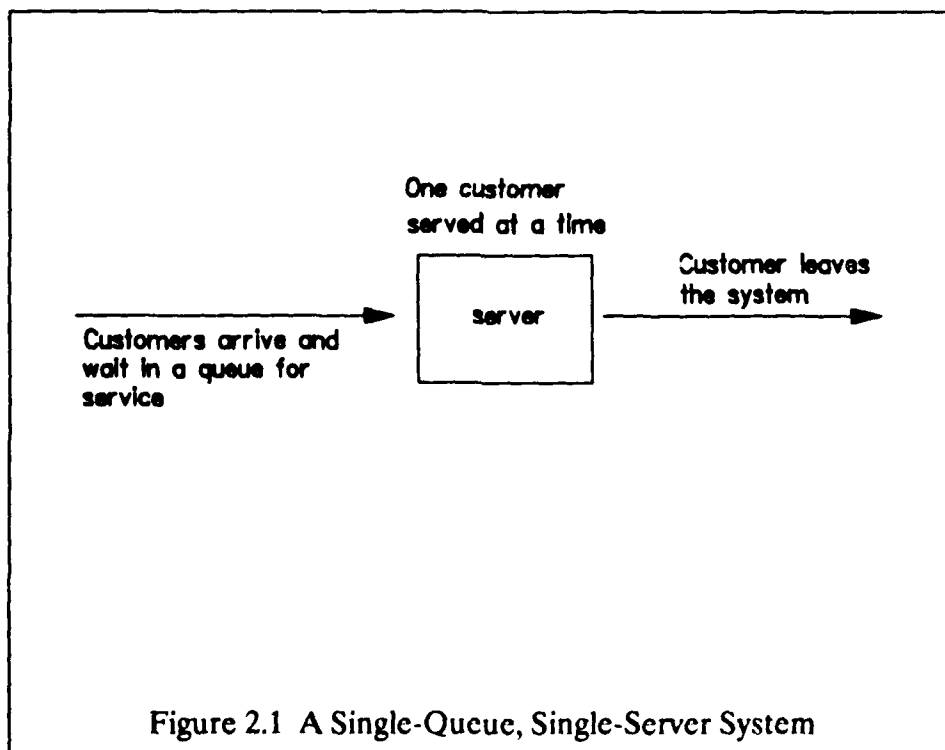 One customer
served at a time
server
Customer leaves
the system
Customers arrive and
wait in a queue for
service
Figure 2.1 A Single-Queue, Single-Server System